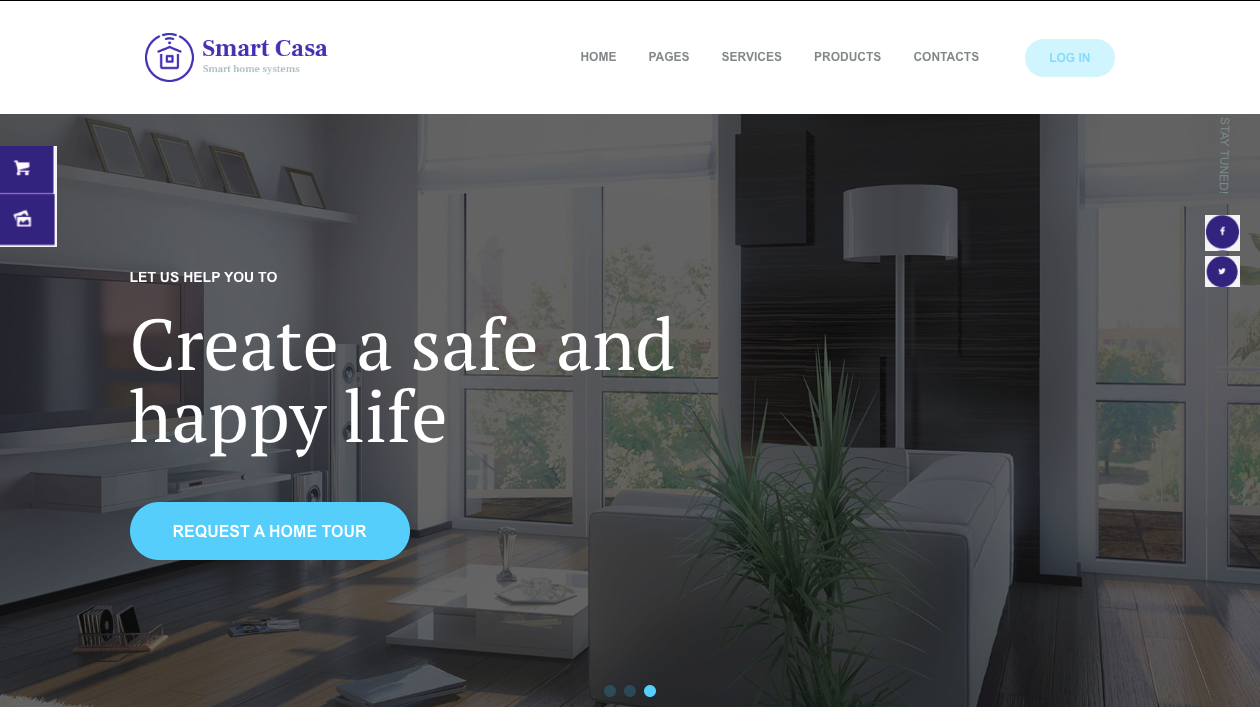 Smart Casa
Smart home systems
HOME
PAGES
SERVICES
PRODUCTS
CONTACTS
LOG IN
STAY TUNED!
LET US HELP YOU TO
Create a safe and
happy life
REQUEST A HOME TOUR